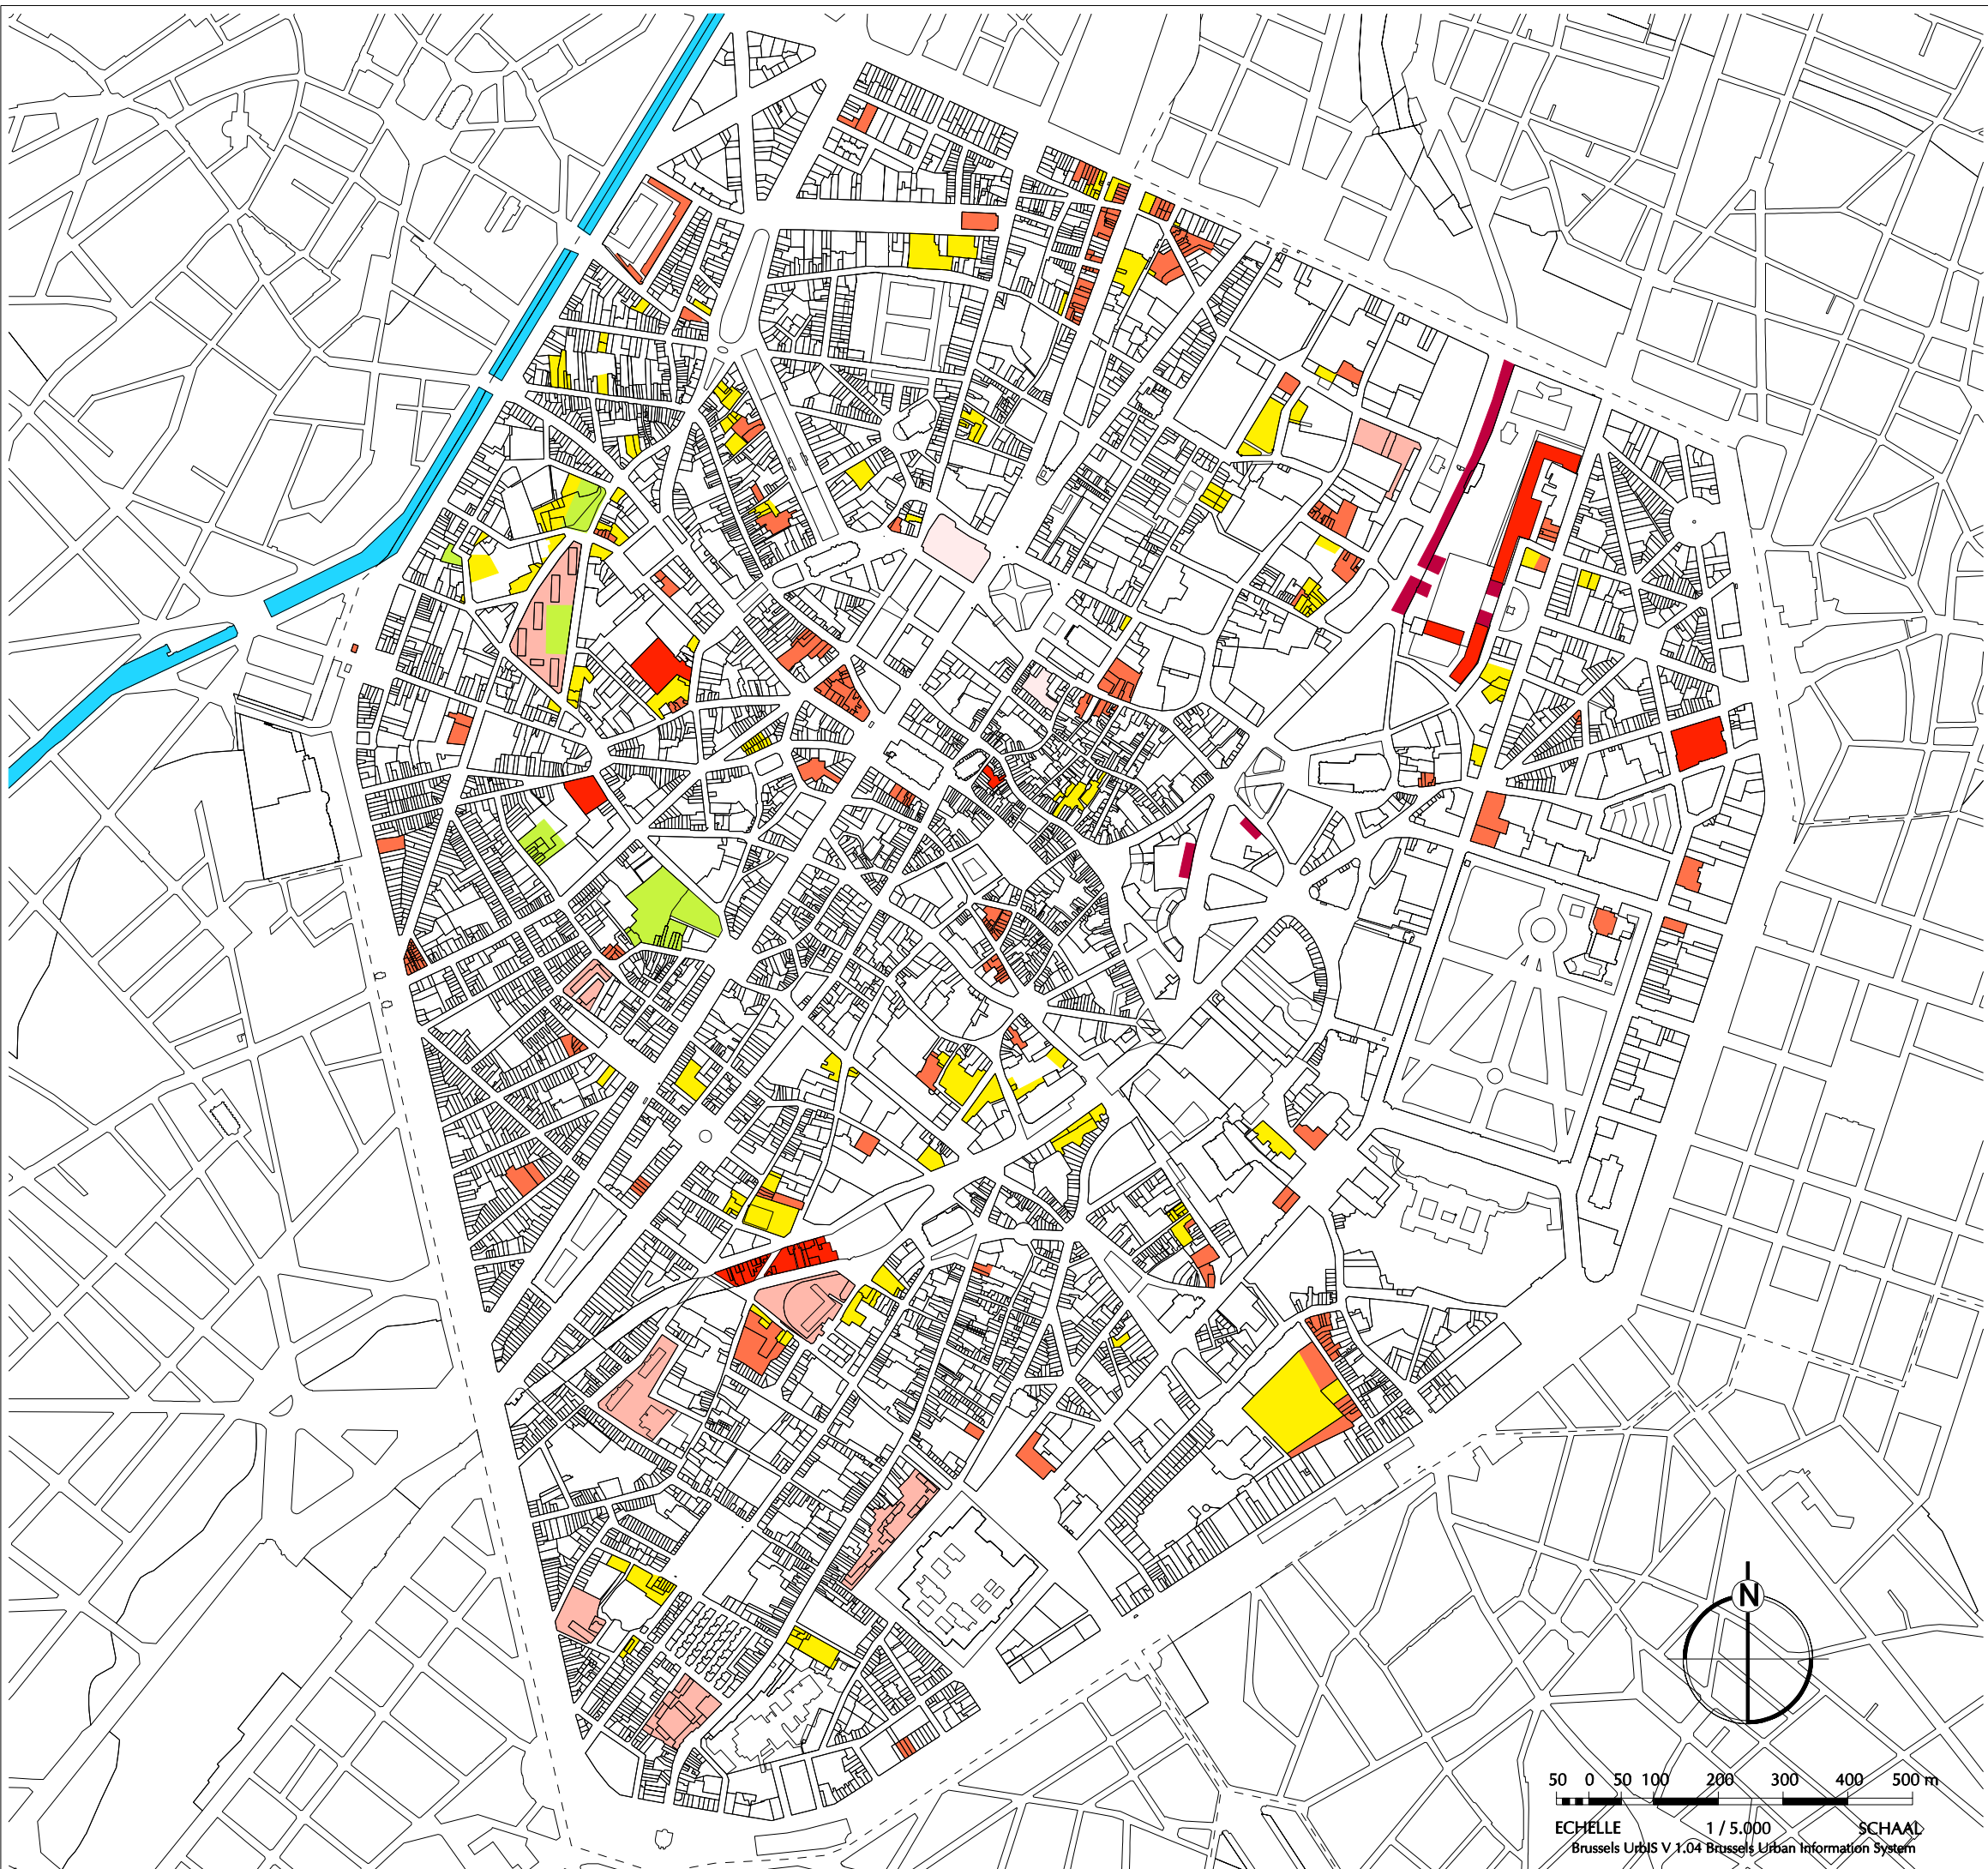 N
50 0 50 100 200 300 400 500 m
ECHELLE 1 / 5.000 SCHAAL
Brussels UrbIS V 1.04 Brussels Urban Information System